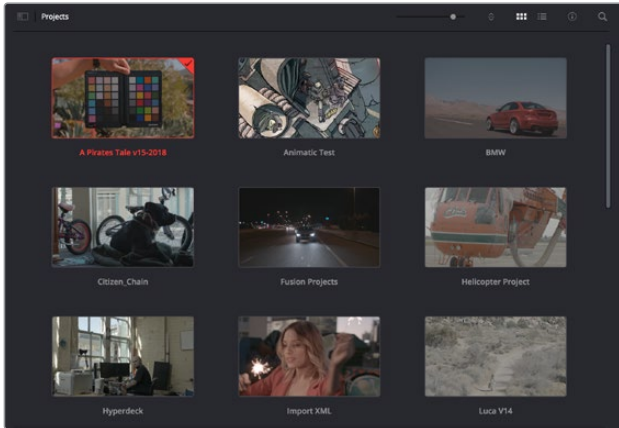 Projects
A Pirates Tale v15-2018
Animatic Test
BMW
Citizen_Chain
Fusion Projects
Helicopter Project
Hyperdeck
Import XML
Luca V14